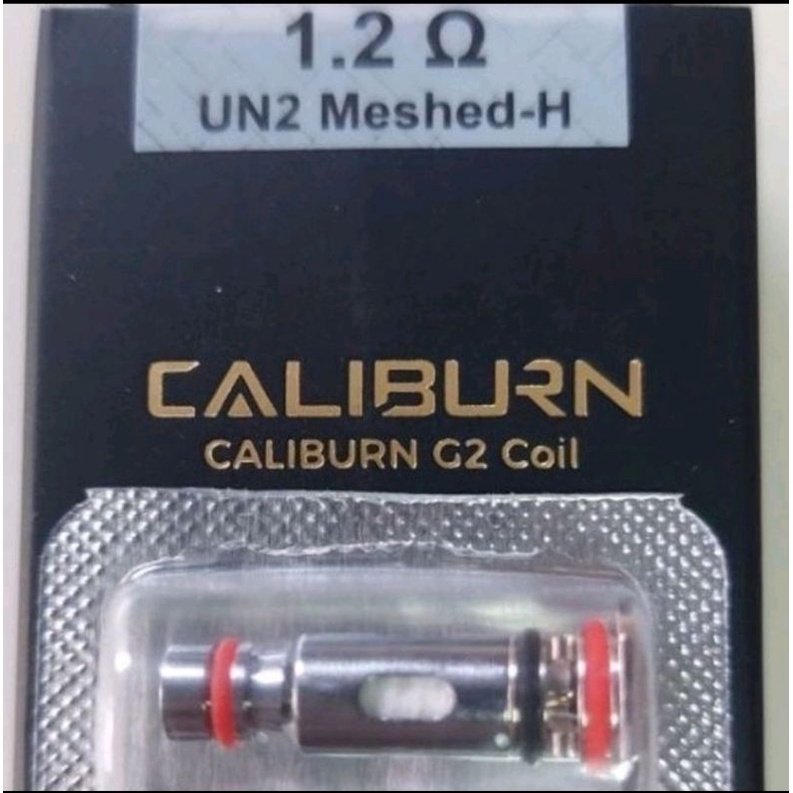 1.2 Ω
UN2 Meshed-H
CALIBURN
CALIBURN G2 Coil